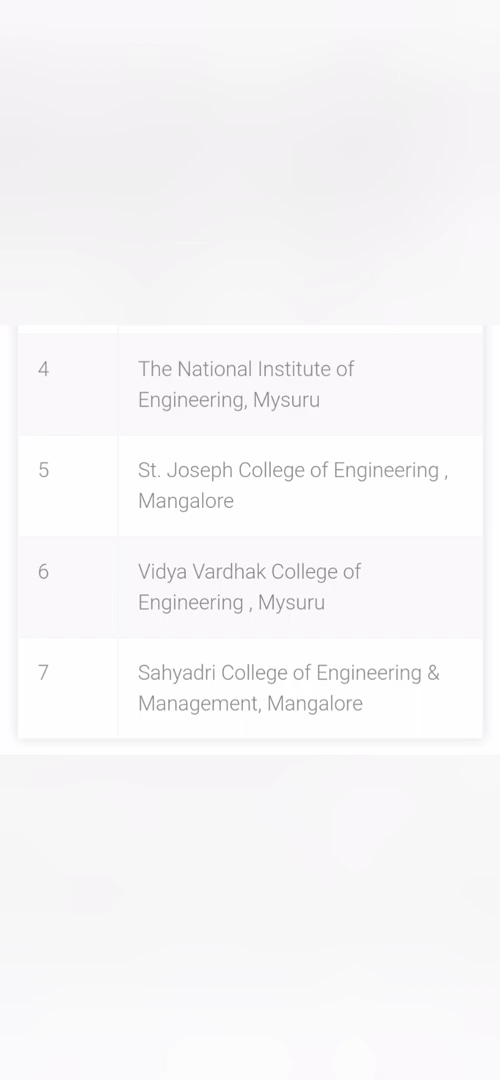 4 The National Institute of
Engineering, Mysuru
5 St. Joseph College of Engineering ,
Mangalore
6 Vidya Vardhak College of
Engineering , Mysuru
7 Sahyadri College of Engineering &
Management, Mangalore